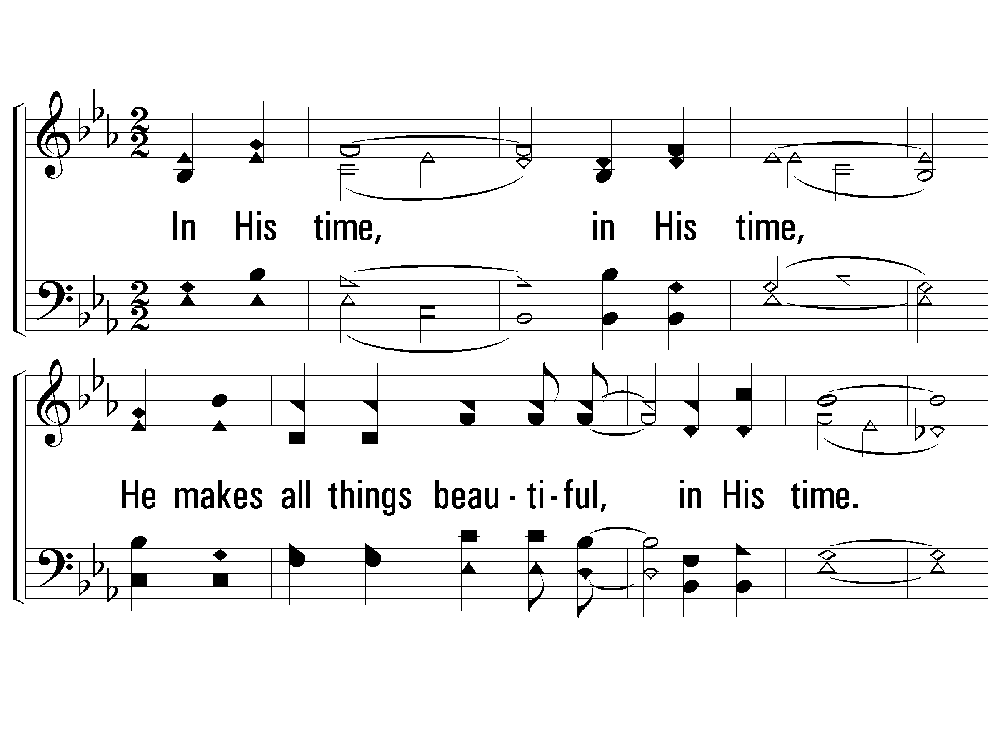 In His time, in His time,
He makes all things beau - ti - ful, in His time.